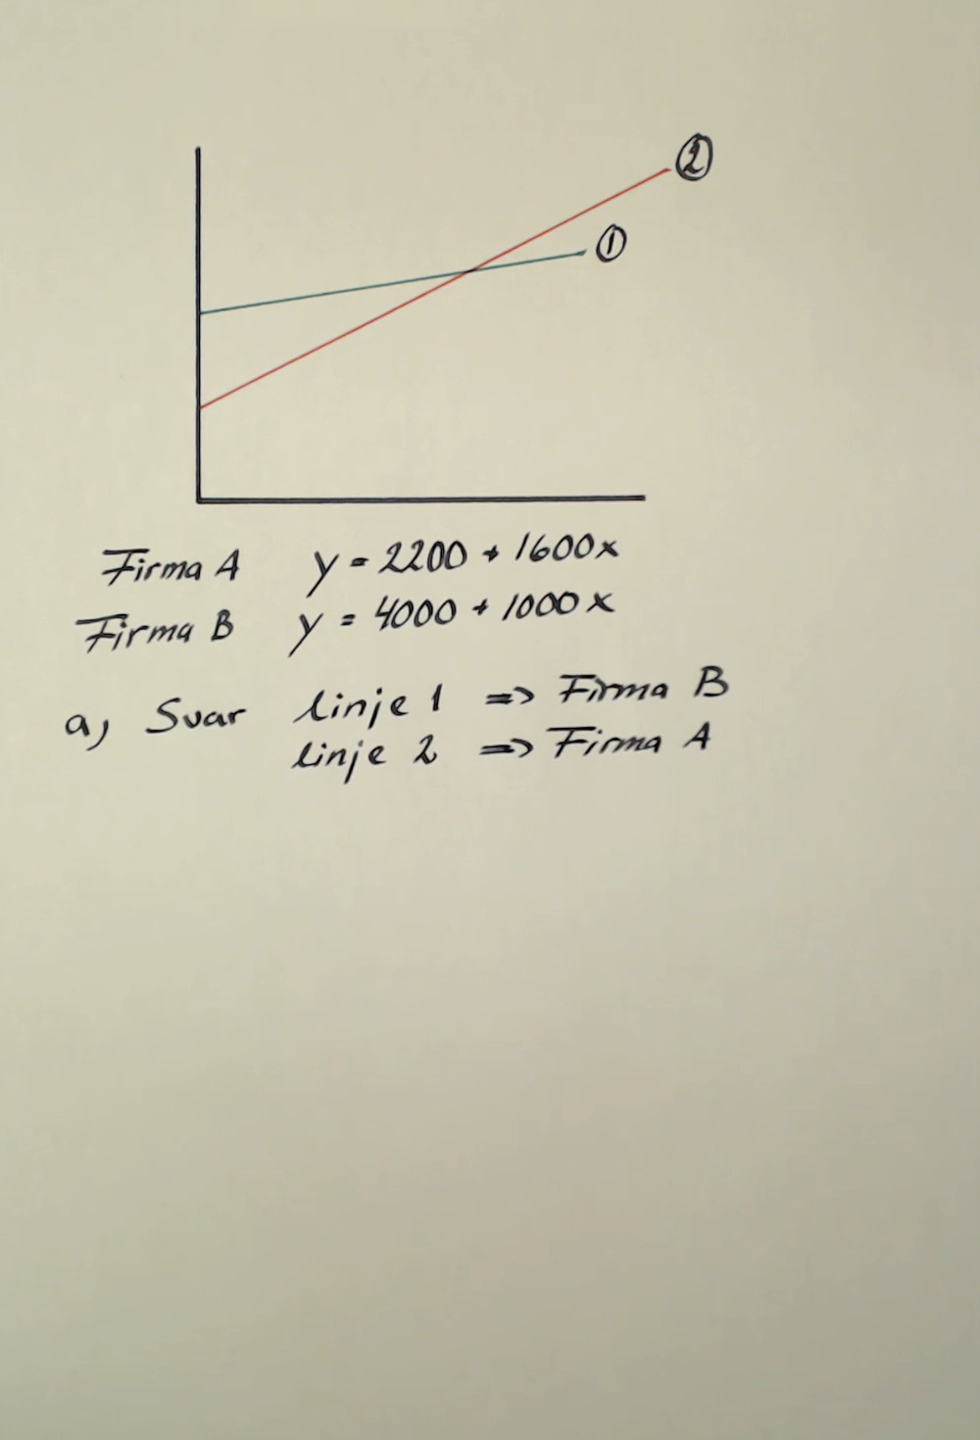 ②
①
Firma A y = 2200 + 1600x
Firma B y = 4000 + 1000x
a) Svar linje 1 => Firma B
linje 2 => Firma A